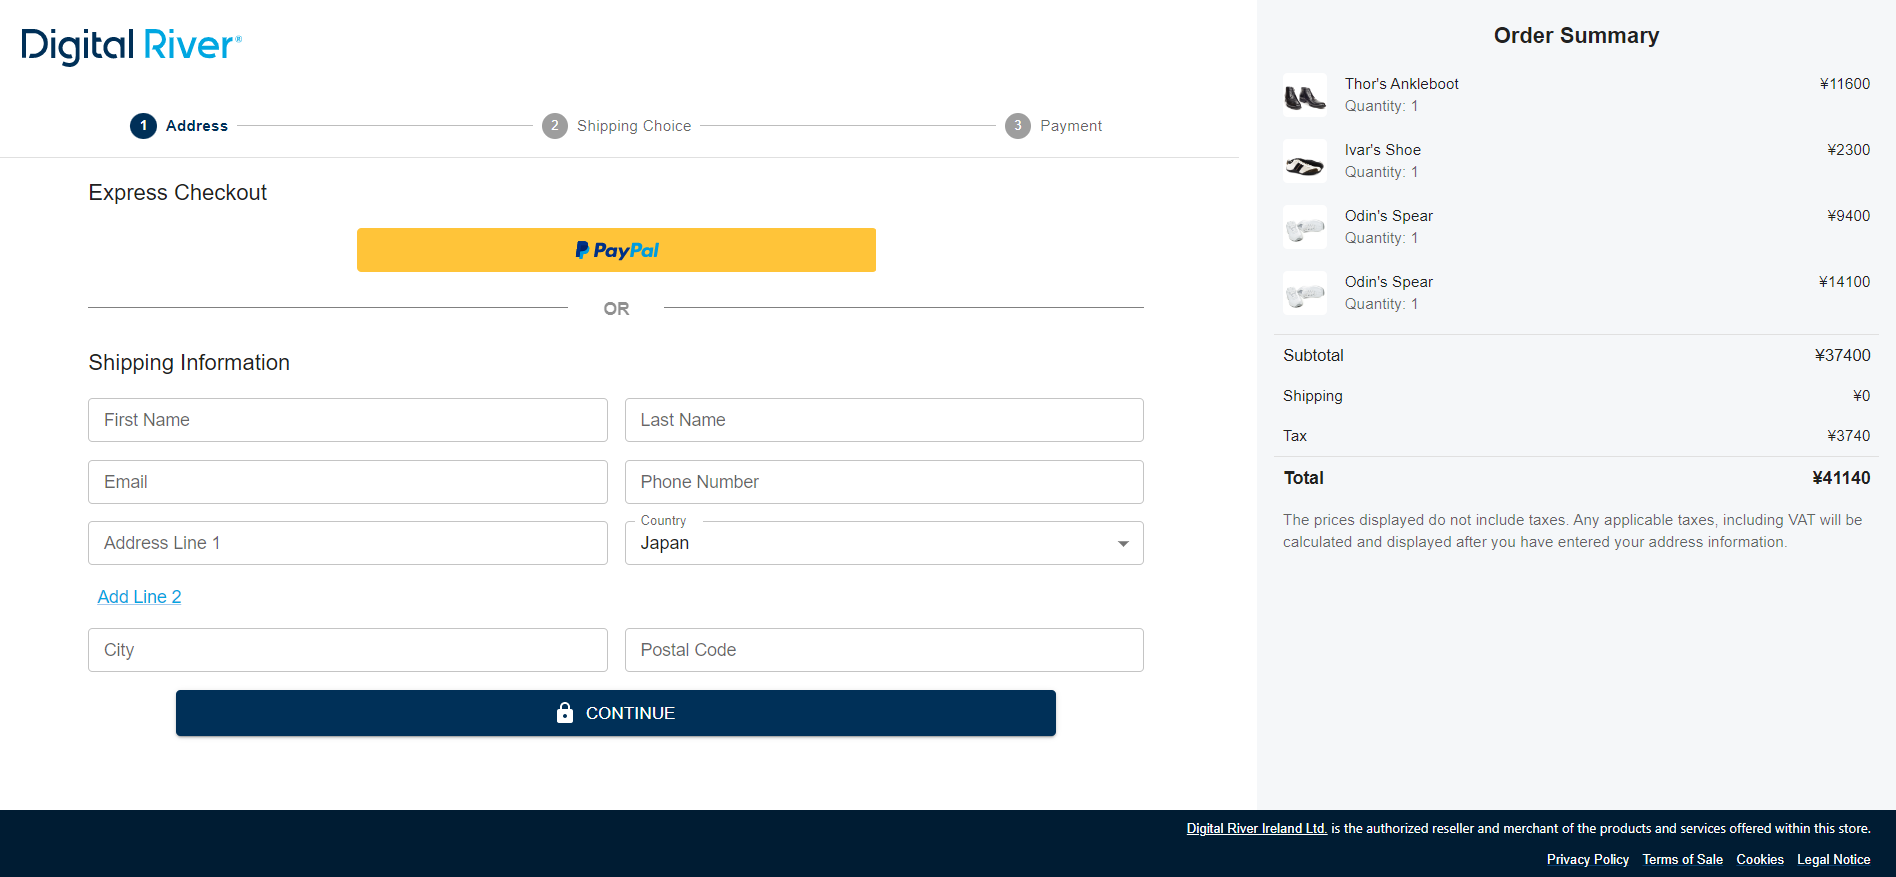 Digital River®
1 Address
2 Shipping Choice
3 Payment
Express Checkout
PayPal
OR
Shipping Information
First Name
Last Name
Email
Phone Number
Address Line 1
Country
Japan
Add Line 2
City
Postal Code
CONTINUE
Order Summary
Thor's Ankleboot ¥11600
Quantity: 1
Ivar's Shoe ¥2300
Quantity: 1
Odin's Spear ¥9400
Quantity: 1
Odin's Spear ¥14100
Quantity: 1
Subtotal ¥37400
Shipping ¥0
Tax ¥3740
Total ¥41140
The prices displayed do not include taxes. Any applicable taxes, including VAT will be
calculated and displayed after you have entered your address information.
Digital River Ireland Ltd. is the authorized reseller and merchant of the products and services offered within this store.
Privacy Policy Terms of Sale Cookies Legal Notice